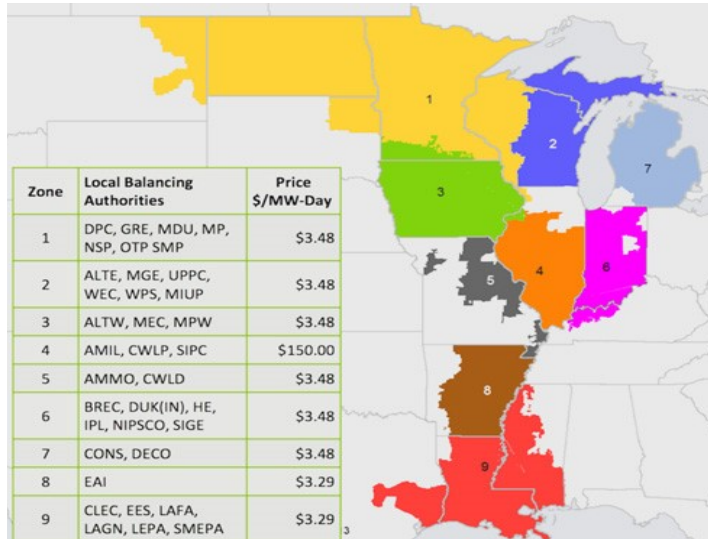 Zone Local Balancing Authorities Price $/MW-Day
1 DPC, GRE, MDU, MP, $3.48
NSP, OTP SMP
2 ALTE, MGE, UPPC, $3.48
WEC, WPS, MIUP
3 ALTW, MEC, MPW $3.48
4 AMIL, CWLP, SIPC $150.00
5 AMMO, CWLD $3.48
6 BREC, DUK(IN), HE, $3.48
IPL, NIPSCO, SIGE
7 CONS, DECO $3.48
8 EAI $3.29
9 CLEC, EES, LAFA, $3.29
LAGN, LEPA, SMEPA
1
2
7
3
4
6
5
8
9
3